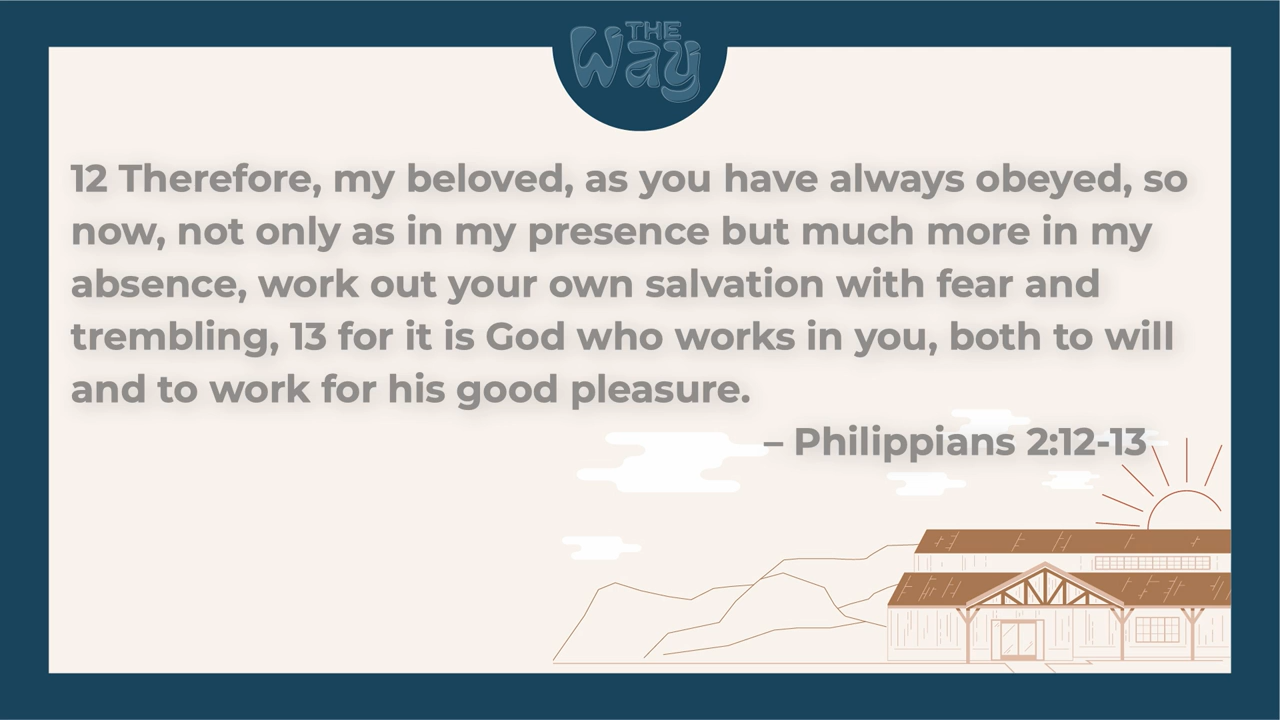 THE
Way
12 Therefore, my beloved, as you have always obeyed, so
now, not only as in my presence but much more in my
absence, work out your own salvation with fear and
trembling, 13 for it is God who works in you, both to will
and to work for his good pleasure.
– Philippians 2:12-13